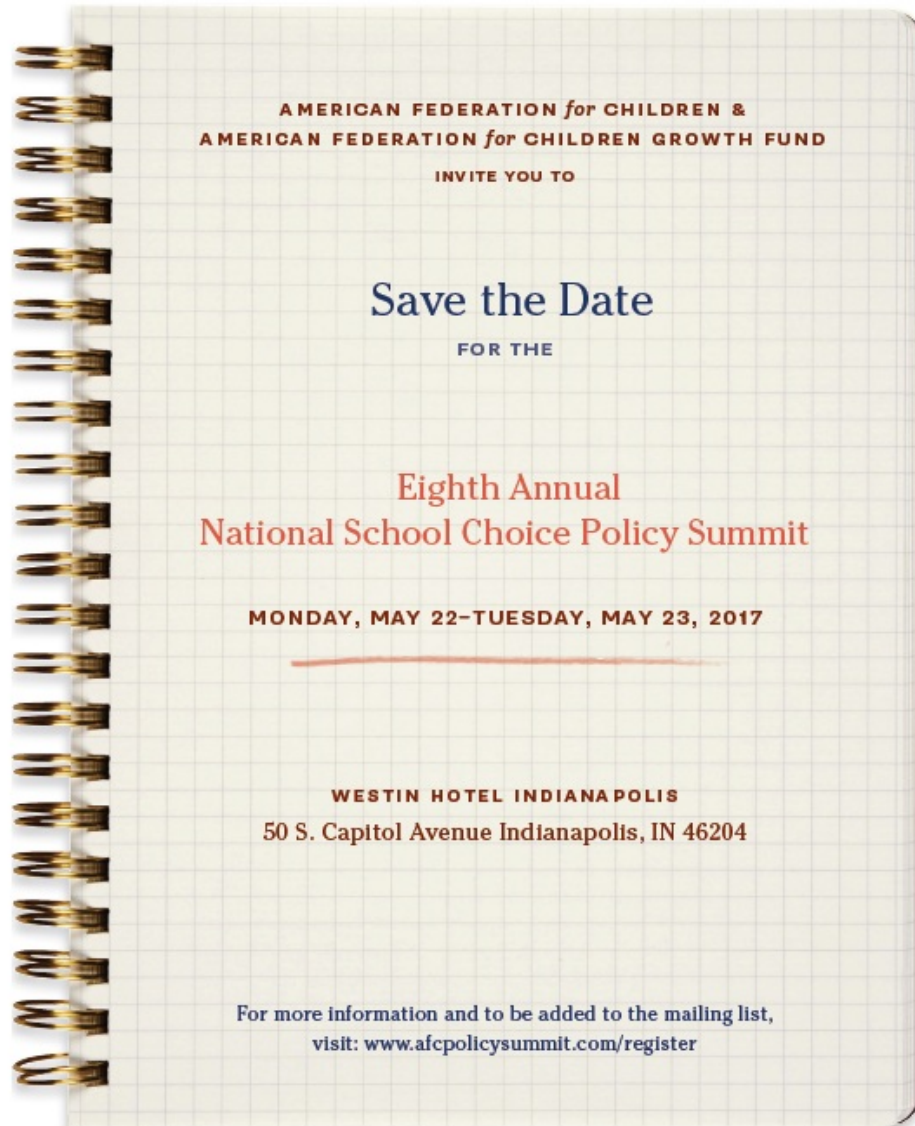 AMERICAN FEDERATION for CHILDREN &
AMERICAN FEDERATION for CHILDREN GROWTH FUND
INVITE YOU TO
Save the Date
FOR THE
Eighth Annual
National School Choice Policy Summit
MONDAY, MAY 22–TUESDAY, MAY 23, 2017
WESTIN HOTEL INDIANAPOLIS
50 S. Capitol Avenue Indianapolis, IN 46204
For more information and to be added to the mailing list,
visit: www.afcpolicysummit.com/register